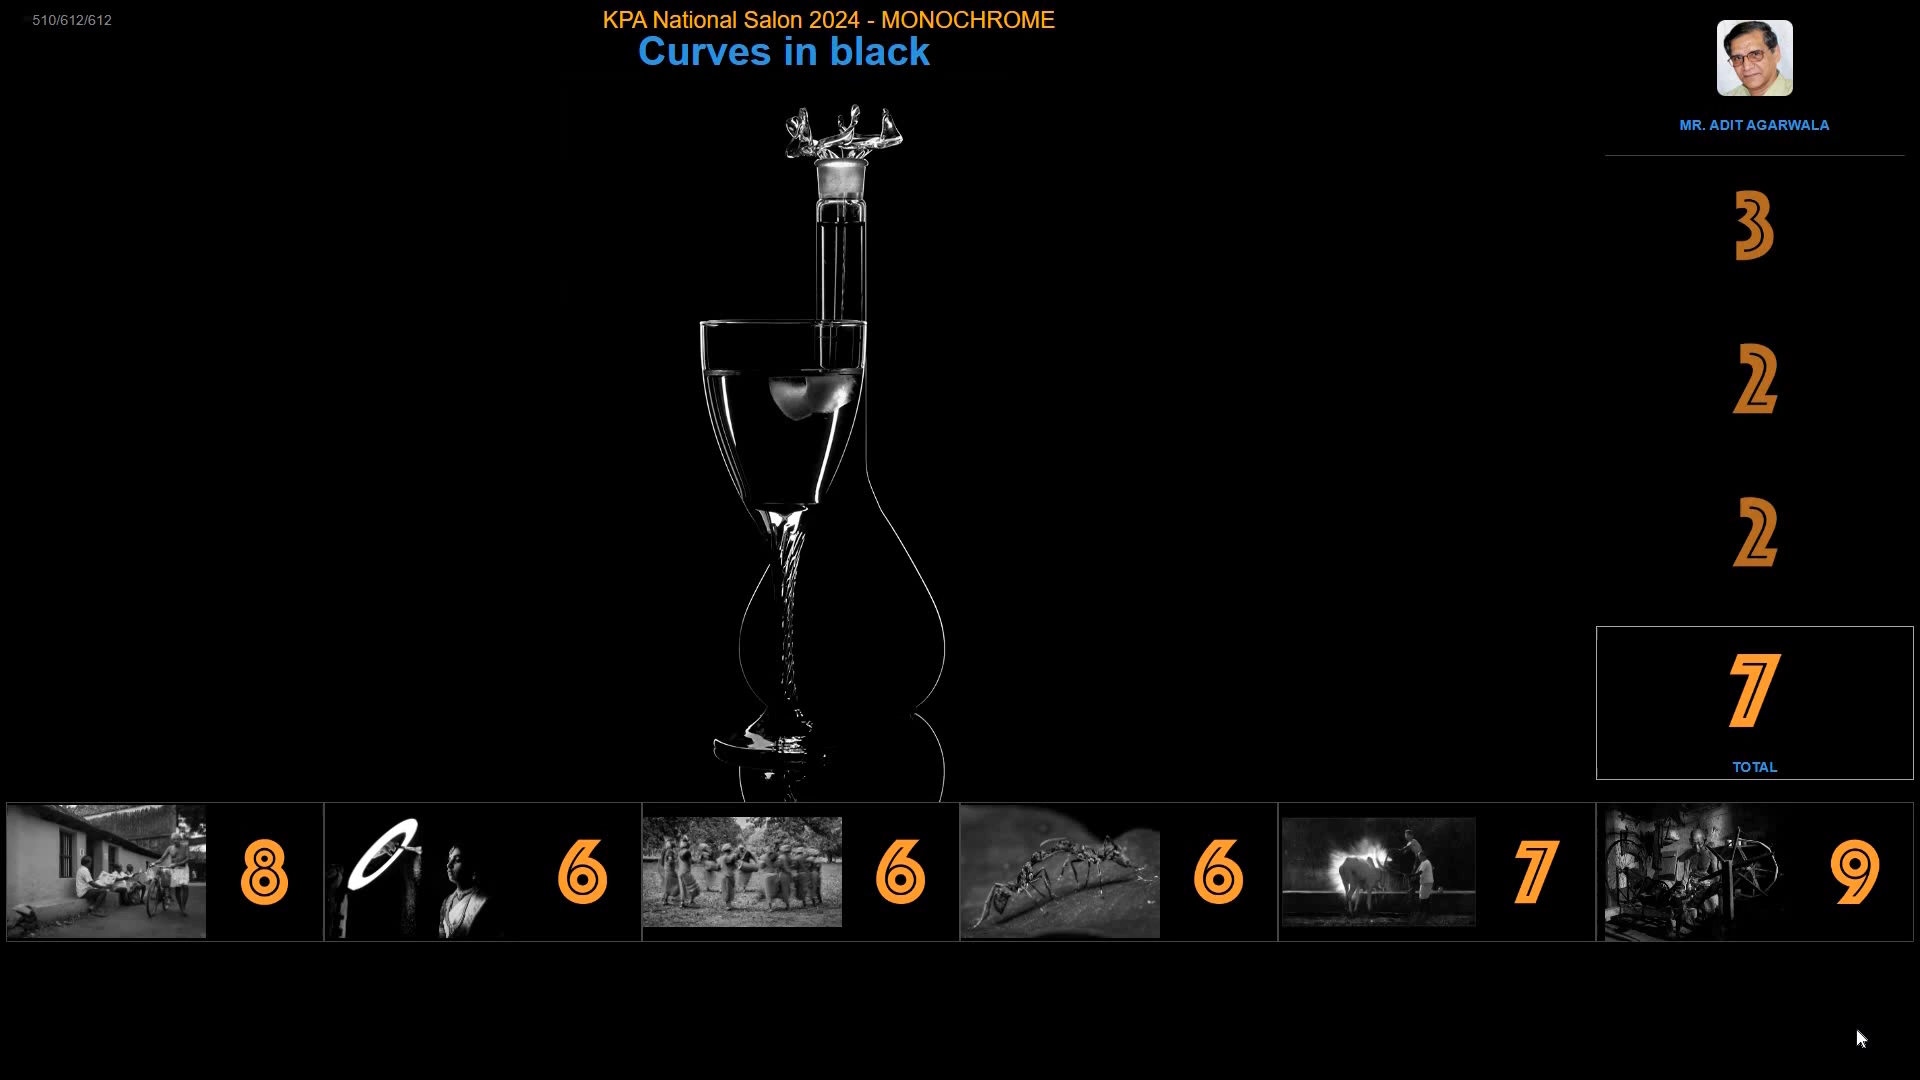 510/612/612
KPA National Salon 2024 - MONOCHROME
Curves in black
MR. ADIT AGARWALA
3
2
2
7
TOTAL
8
6
6
6
7
9